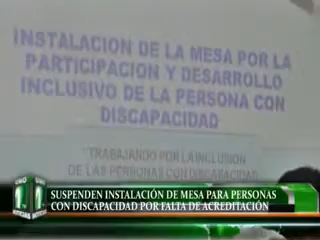 INSTALACION DE LA MESA POR LA
PARTICIPACION Y DESARROLLO
INCLUSIVO DE LA PERSONA CON
DISCAPACIDAD
"TRABAJANDO POR LA INCLUSION
DE LAS PERSONAS CON DISCAPACIDAD
SUSPENDEN INSTALACIÓN DE MESA PARA PERSONAS
CON DISCAPACIDAD POR FALTA DE ACREDITACIÓN